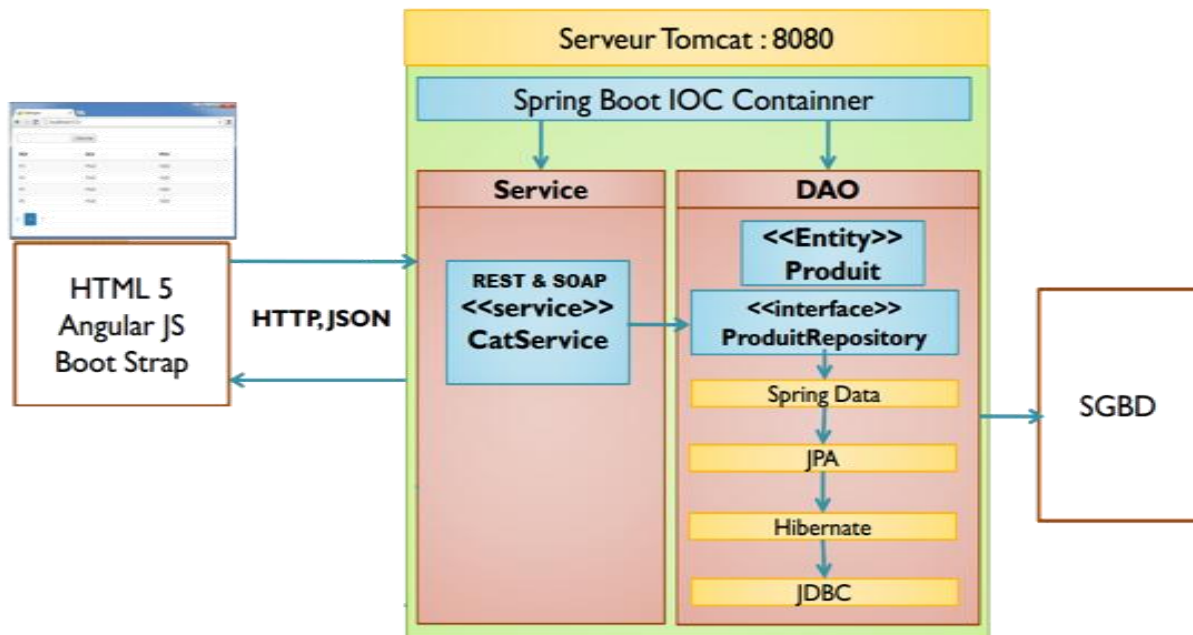 Serveur Tomcat : 8080
Spring Boot IOC Containner
Service
DAO
<<Entity>>
Produit
REST & SOAP
<<service>>
CatService
<<interface>>
ProduitRepository
Spring Data
JPA
Hibernate
JDBC
HTML 5
Angular JS
Boot Strap
HTTP, JSON
SGBD